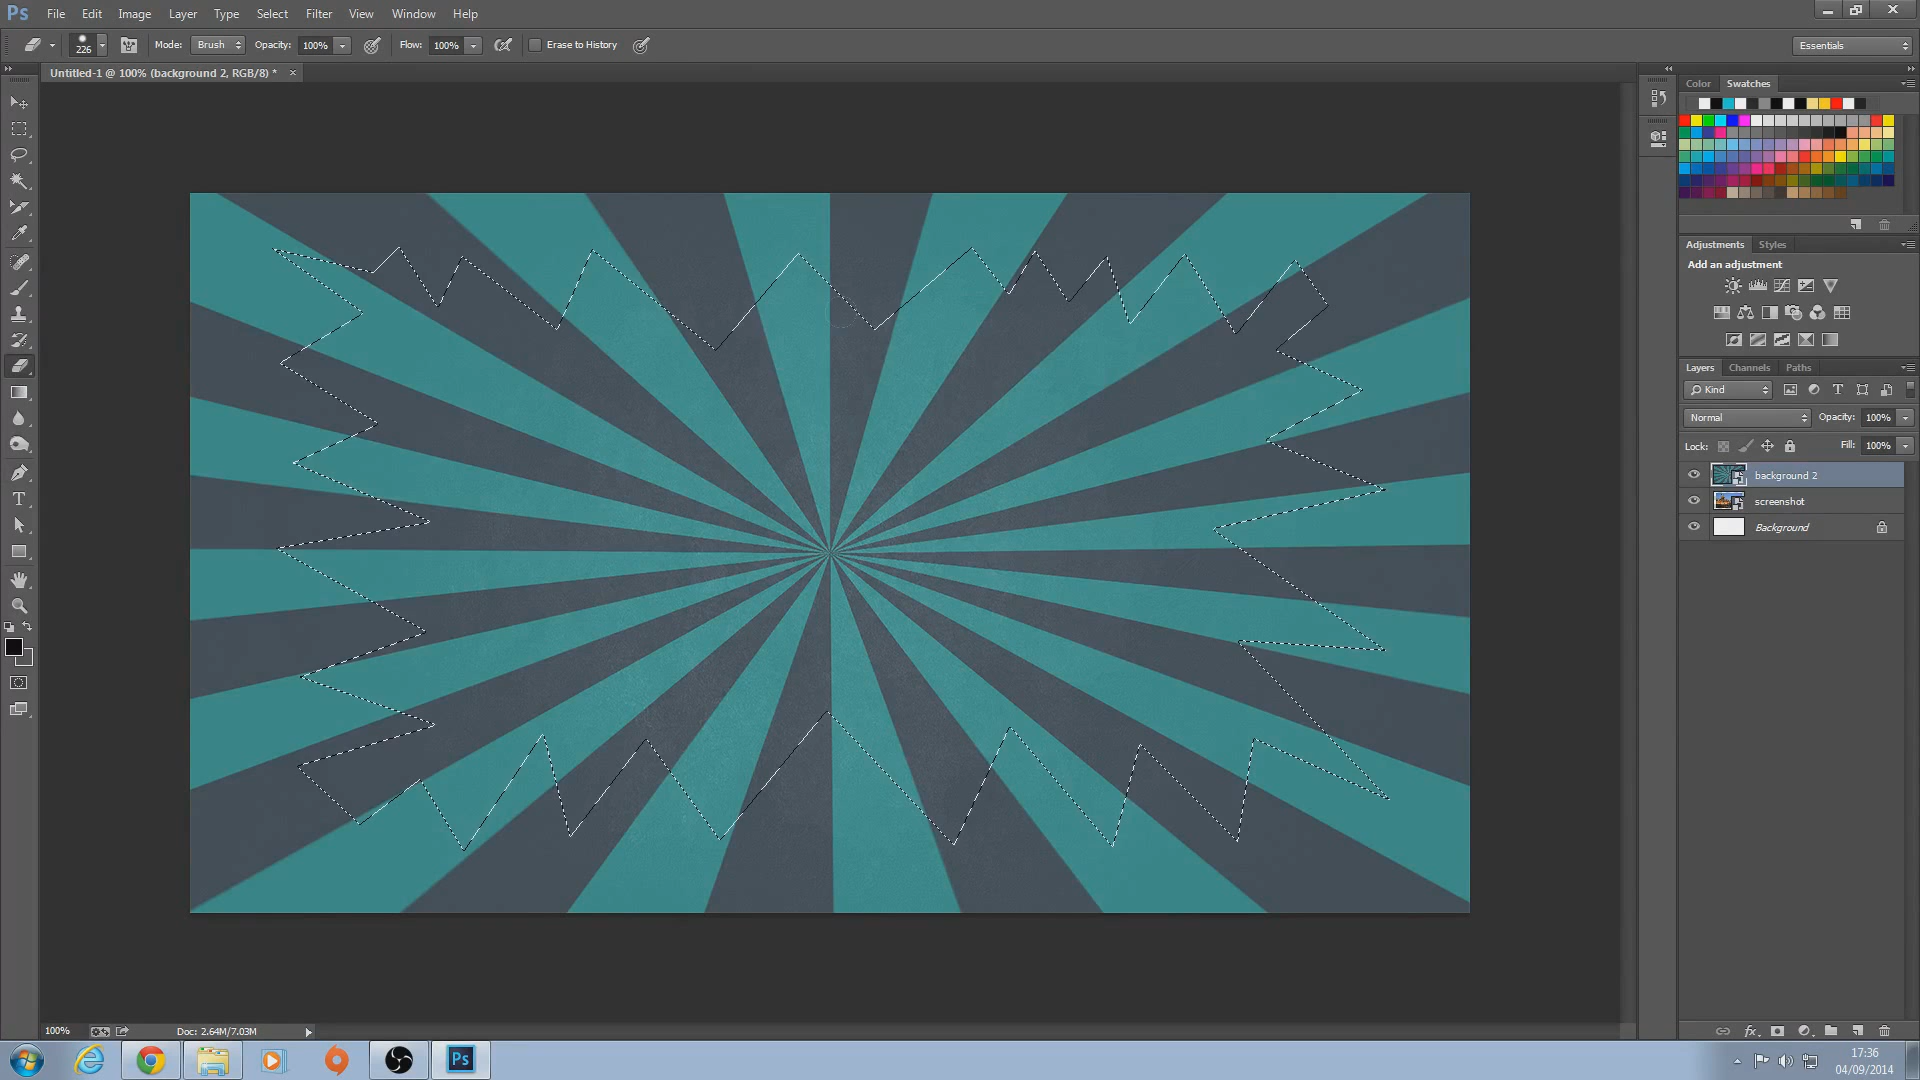 Ps File Edit Image Layer Type Select Filter View Window Help
226 Mode: Brush Opacity: 100% Flow: 100% Erase to History Essentials
Untitled-1 @ 100% (background 2, RGB/8) * ×
Color Swatches
Adjustments Styles
Add an adjustment
Layers Channels Paths
Kind T
Normal Opacity: 100%
Lock: Fill: 100%
background 2
screenshot
Background
T
100% Doc: 2.64M/7.03M
fx
Ps 17:36
04/09/2014